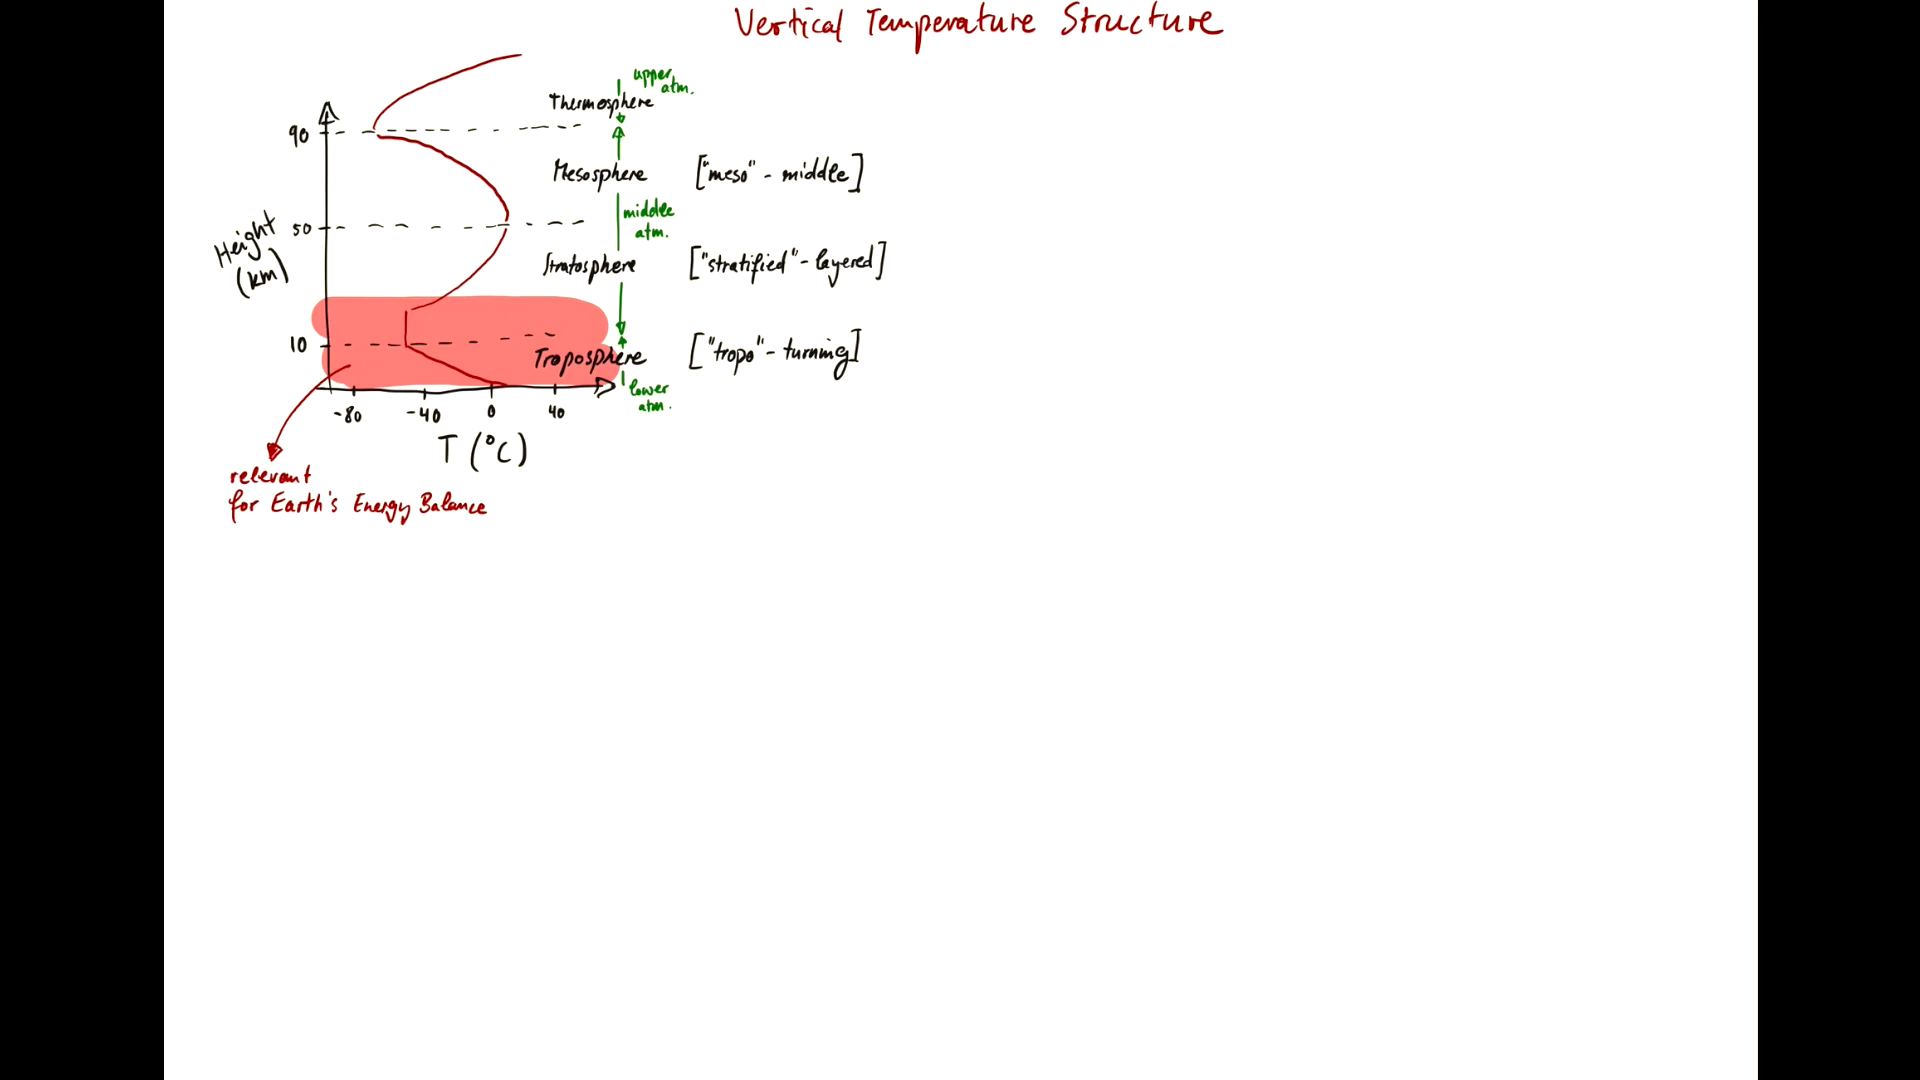 Vertical Temperature Structure
upper
atm.
Thermosphere
90
Mesosphere ["meso" - middle]
middle
atm.
50
Height
(km)
Stratosphere ["stratified" - layered]
10
Troposphere ["tropo" - turning]
lower
atm.
-80 -40 0 40
T (°C)
relevant
for Earth's Energy Balance